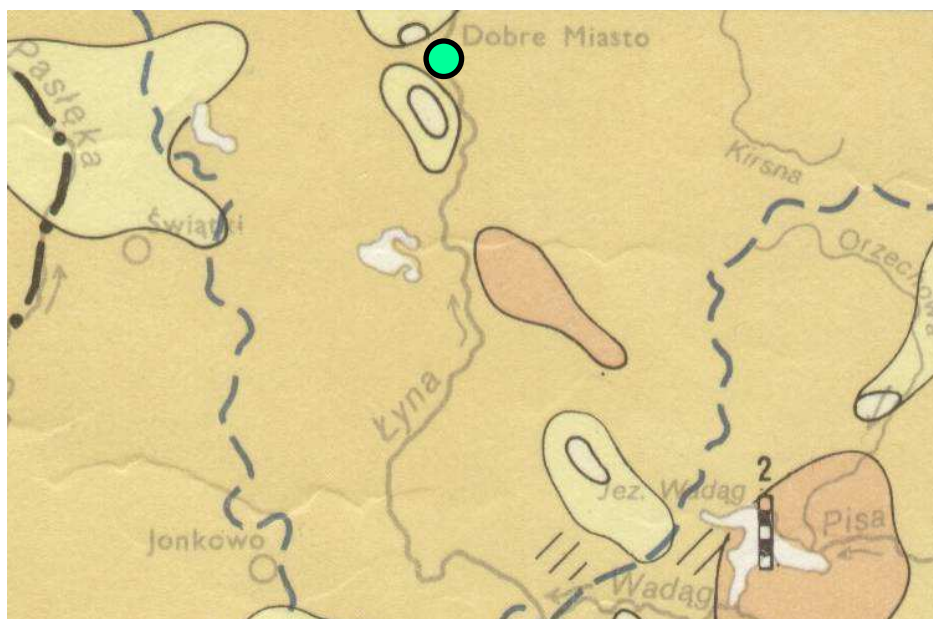 Dobre Miasto
Pasłęka
Kirsna
Świątki
Orzechowa
Łyna
2
Jez. Wadąg
Pisa
Jonkowo
Wadąg